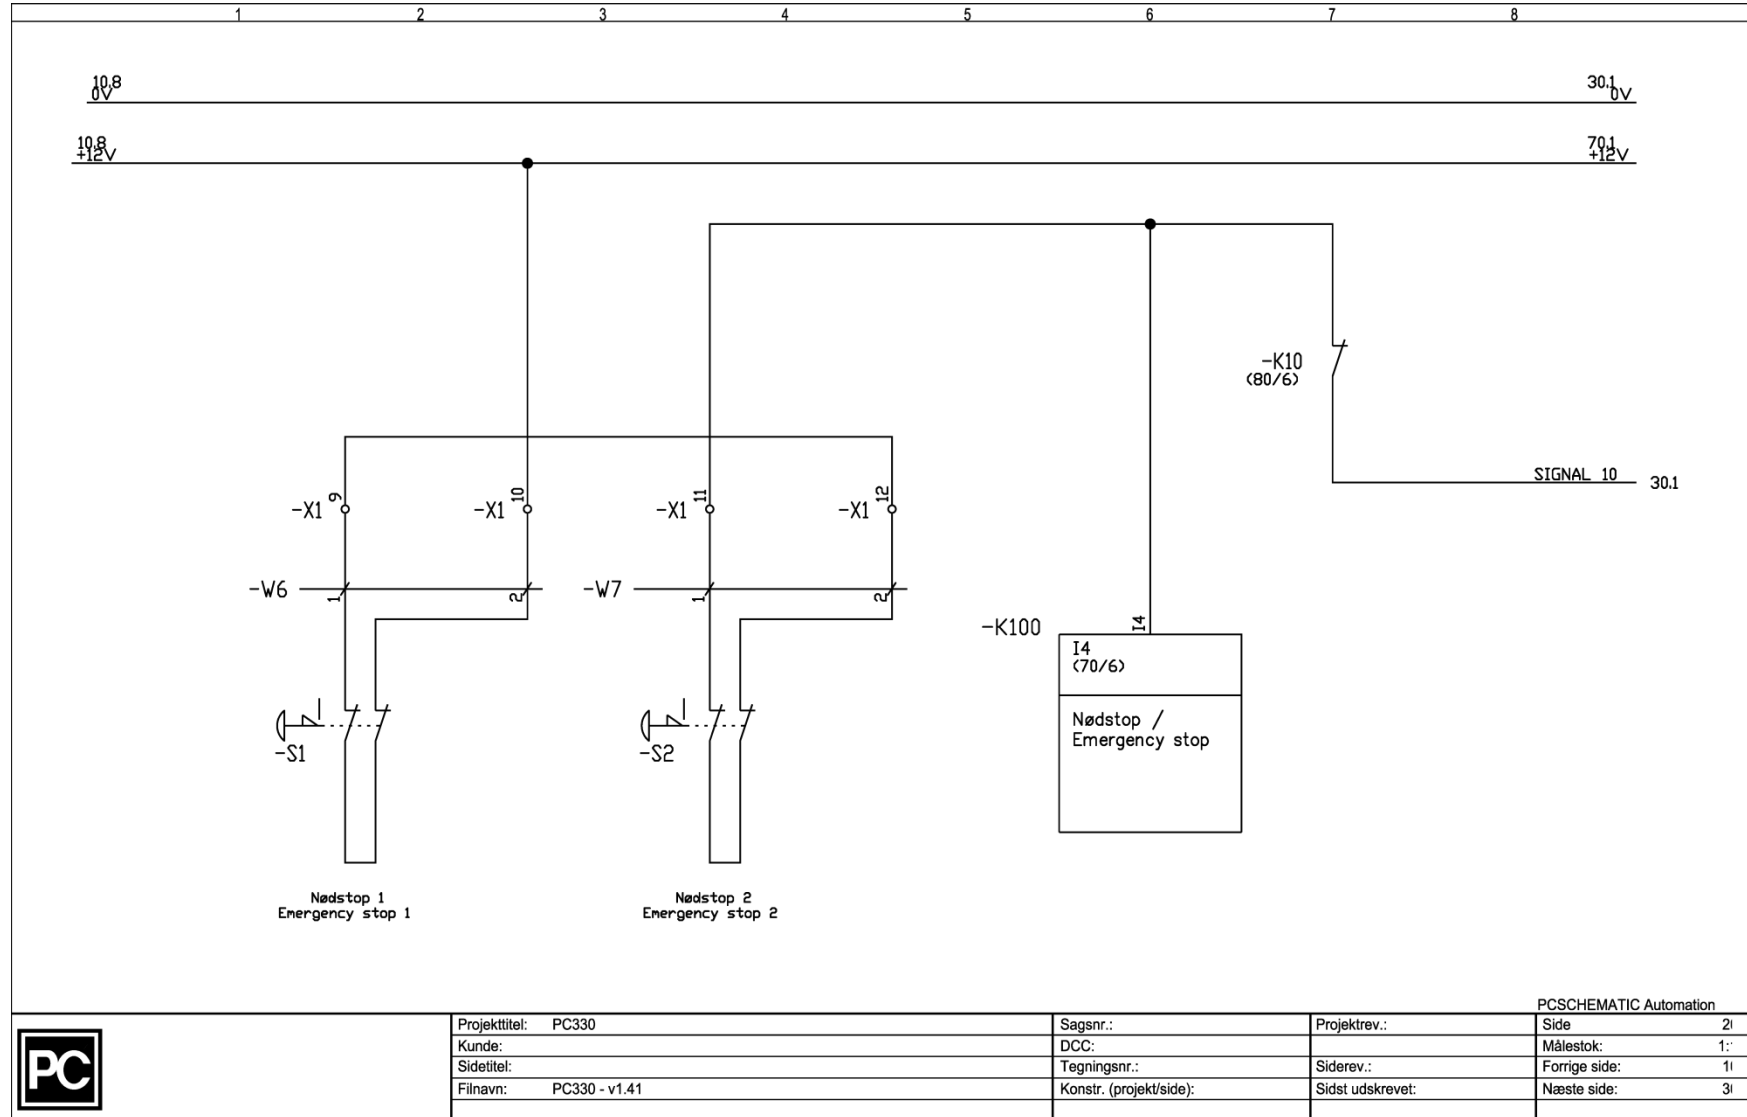 1 2 3 4 5 6 7 8
10.8
0V
30.1
0V
10.8
+12V
70.1
+12V
-K10
(80/6)
SIGNAL 10 30.1
-X1 9 -X1 10 -X1 11 -X1 12
-W6 1 2 -W7 1 2
-K100 I4
I4
(70/6)
Nødstop /
Emergency stop
-S1 -S2
Nødstop 1
Emergency stop 1
Nødstop 2
Emergency stop 2
PCSCHEMATIC Automation
PC
Projekttitel: PC330 Sagsnr.: Projektrev.: Side
Kunde: DCC: Målestok:
Sidetitel: Tegningsnr.: Siderev.: Forrige side:
Filnavn: PC330 - v1.41 Konstr. (projekt/side): Sidst udskrevet: Næste side: